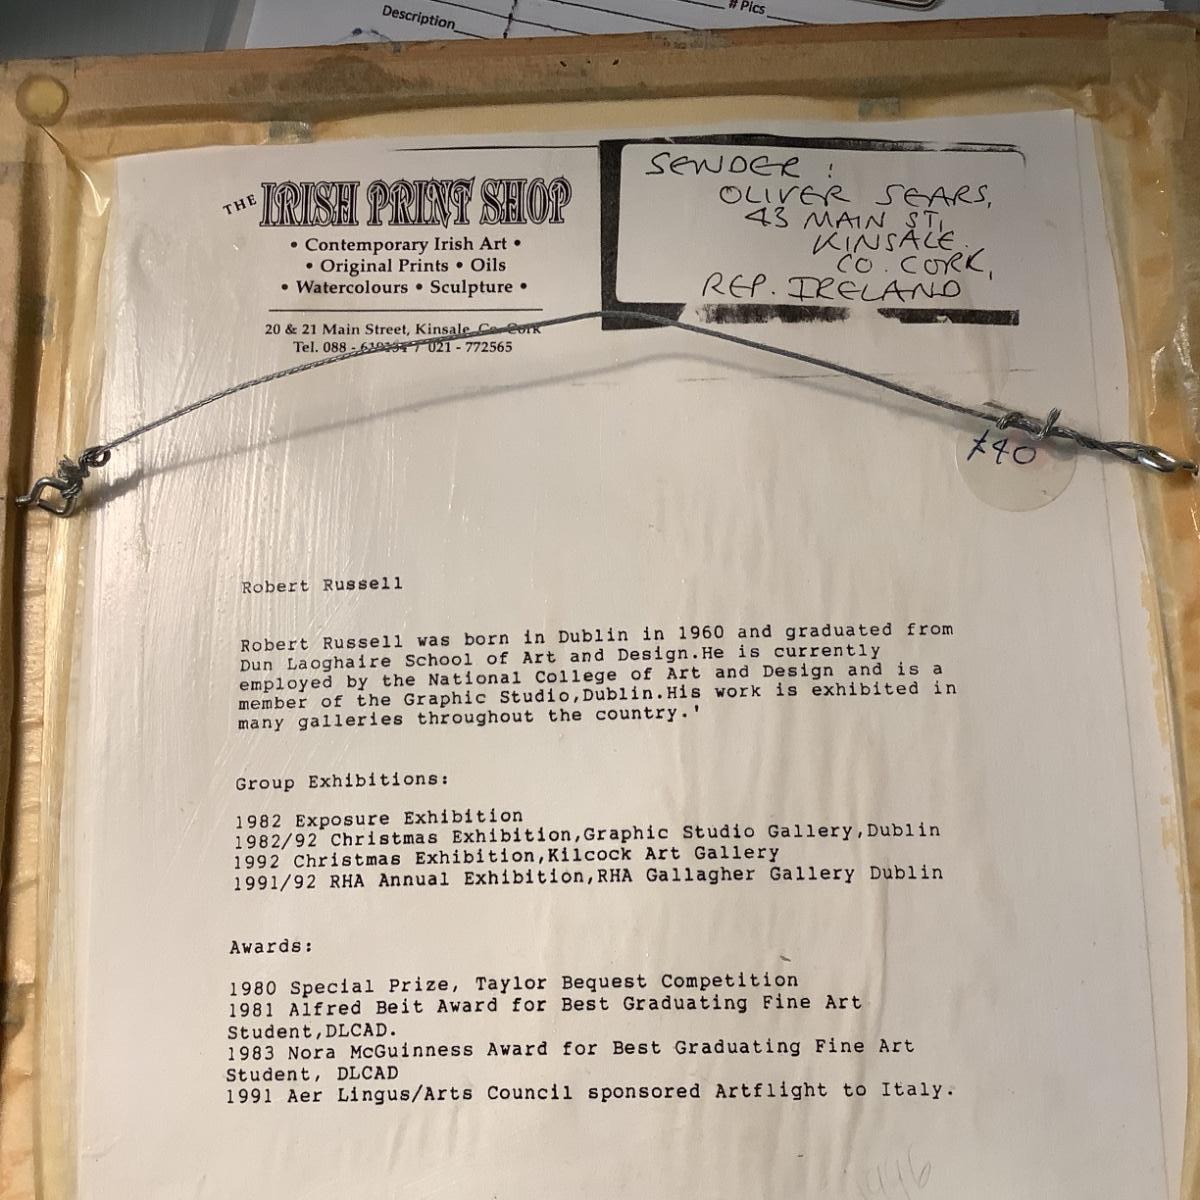 Description
# Pics
THE IRISH PRINT SHOP
• Contemporary Irish Art •
• Original Prints • Oils
• Watercolours • Sculpture •
20 & 21 Main Street, Kinsale, Co. Cork
Tel. 088 - / 021 - 772565
SENDER :
OLIVER SEARS,
43 MAIN ST,
KINSALE.
CO. CORK,
REP. IRELAND
Robert Russell
Robert Russell was born in Dublin in 1960 and graduated from
Dun Laoghaire School of Art and Design.He is currently
employed by the National College of Art and Design and is a
member of the Graphic Studio,Dublin.His work is exhibited in
many galleries throughout the country.'
Group Exhibitions:
1982 Exposure Exhibition
1982/92 Christmas Exhibition,Graphic Studio Gallery,Dublin
1992 Christmas Exhibition,Kilcock Art Gallery
1991/92 RHA Annual Exhibition,RHA Gallagher Gallery Dublin
Awards:
1980 Special Prize, Taylor Bequest Competition
1981 Alfred Beit Award for Best Graduating Fine Art
Student,DLCAD.
1983 Nora McGuinness Award for Best Graduating Fine Art
Student, DLCAD
1991 Aer Lingus/Arts Council sponsored Artflight to Italy.